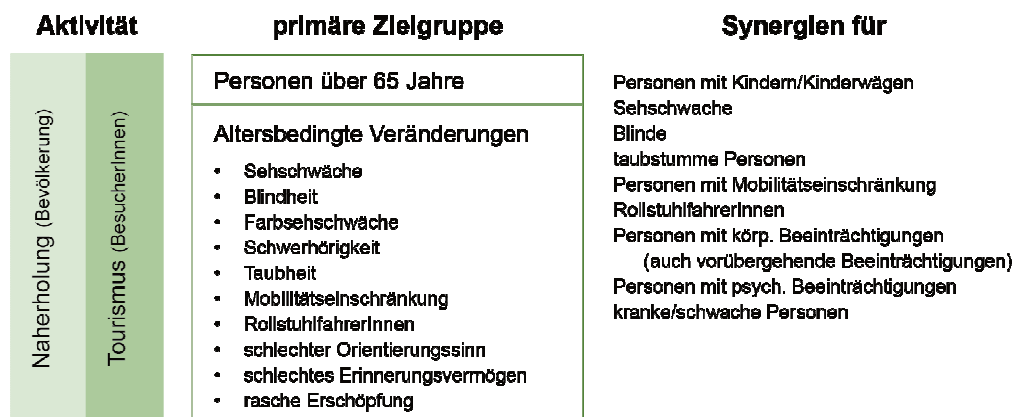 Aktivität
primäre Zielgruppe
Synergien für
Naherholung (Bevölkerung)
Tourismus (BesucherInnen)
Personen über 65 Jahre
Altersbedingte Veränderungen
• Sehschwäche
• Blindheit
• Farbsehschwäche
• Schwerhörigkeit
• Taubheit
• Mobilitätseinschränkung
• RollstuhlfahrerInnen
• schlechter Orientierungssinn
• schlechtes Erinnerungsvermögen
• rasche Erschöpfung
Personen mit Kindern/Kinderwägen
Sehschwache
Blinde
taubstumme Personen
Personen mit Mobilitätseinschränkung
RollstuhlfahrerInnen
Personen mit körp. Beeinträchtigungen
(auch vorübergehende Beeinträchtigungen)
Personen mit psych. Beeinträchtigungen
kranke/schwache Personen